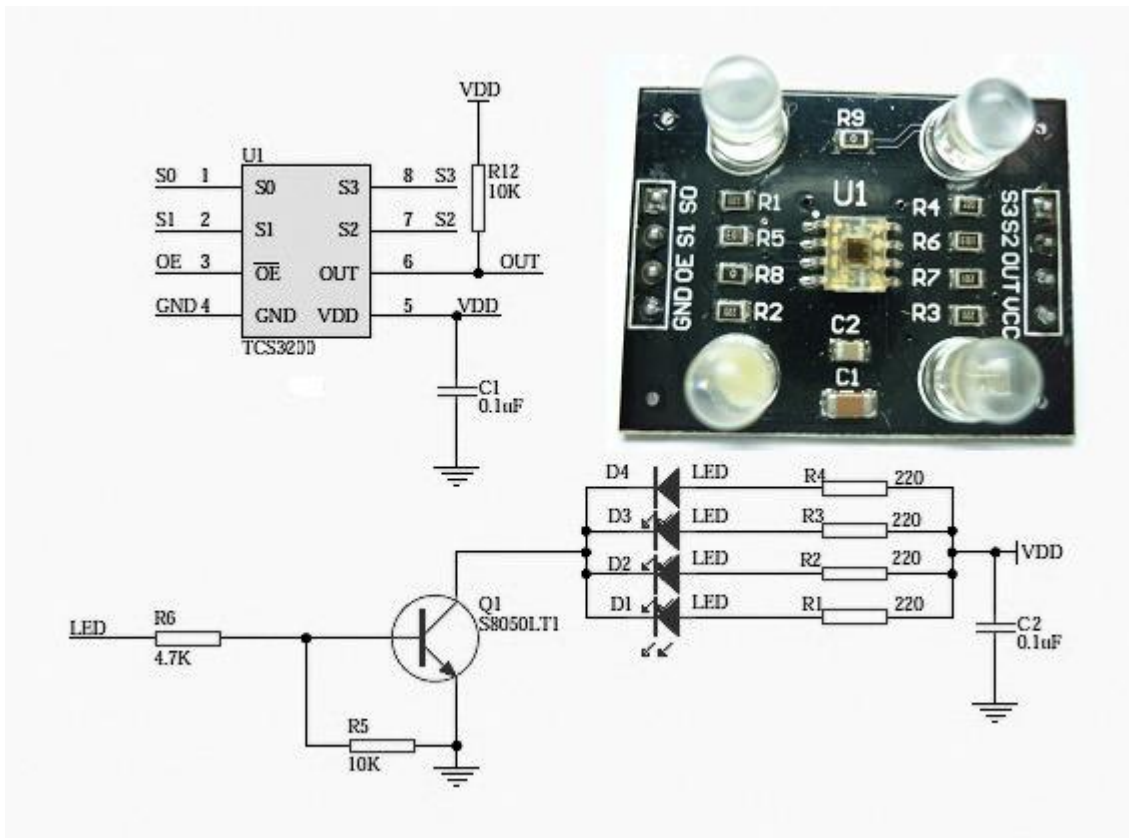 VDD
U1
R12
10K
S0 1 S0 S3 8 S3
S1 2 S1 S2 7 S2
OE 3 OE OUT 6 OUT
GND 4 GND VDD 5 VDD
TCS3200
C1
0.1uF
R9
U1
S0 S1 OE GND
R1
R5
R8
R2
R4
R6
R7
R3
S3 S2 OUT VCC
C2
C1
D4 LED R4 220
D3 LED R3 220
D2 LED R2 220
D1 LED R1 220
VDD
C2
0.1uF
Q1
S8050LT1
LED
R6
4.7K
R5
10K